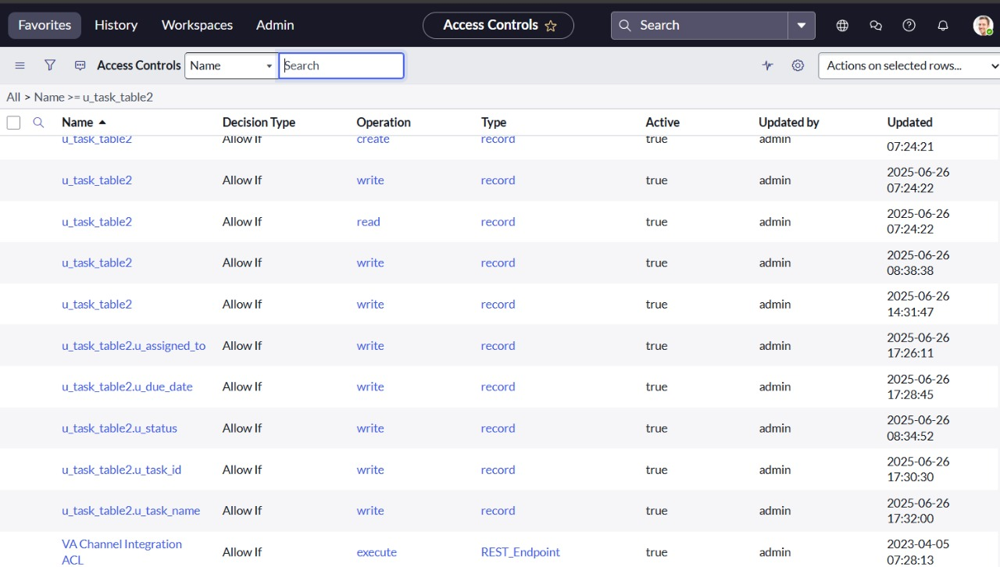 Favorites History Workspaces Admin Access Controls Search
Access Controls Name Search Actions on selected rows...
All > Name >= u_task_table2
Name Decision Type Operation Type Active Updated by Updated
u_task_table2 Allow If create record true admin 07:24:21
u_task_table2 Allow If write record true admin 2025-06-26
07:24:22
u_task_table2 Allow If read record true admin 2025-06-26
07:24:22
u_task_table2 Allow If write record true admin 2025-06-26
08:38:38
u_task_table2 Allow If write record true admin 2025-06-26
14:31:47
u_task_table2.u_assigned_to Allow If write record true admin 2025-06-26
17:26:11
u_task_table2.u_due_date Allow If write record true admin 2025-06-26
17:28:45
u_task_table2.u_status Allow If write record true admin 2025-06-26
08:34:52
u_task_table2.u_task_id Allow If write record true admin 2025-06-26
17:30:30
u_task_table2.u_task_name Allow If write record true admin 2025-06-26
17:32:00
VA Channel Integration Allow If execute REST_Endpoint true admin 2023-04-05
ACL 07:28:13